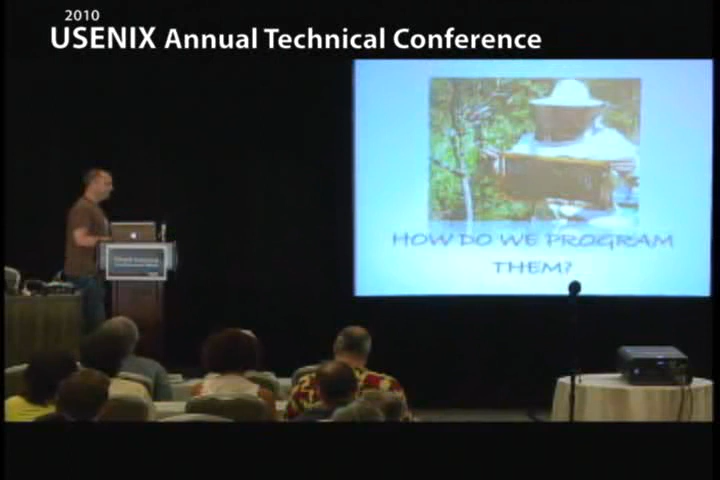 2010
USENIX Annual Technical Conference
HOW DO WE PROGRAM
THEM?